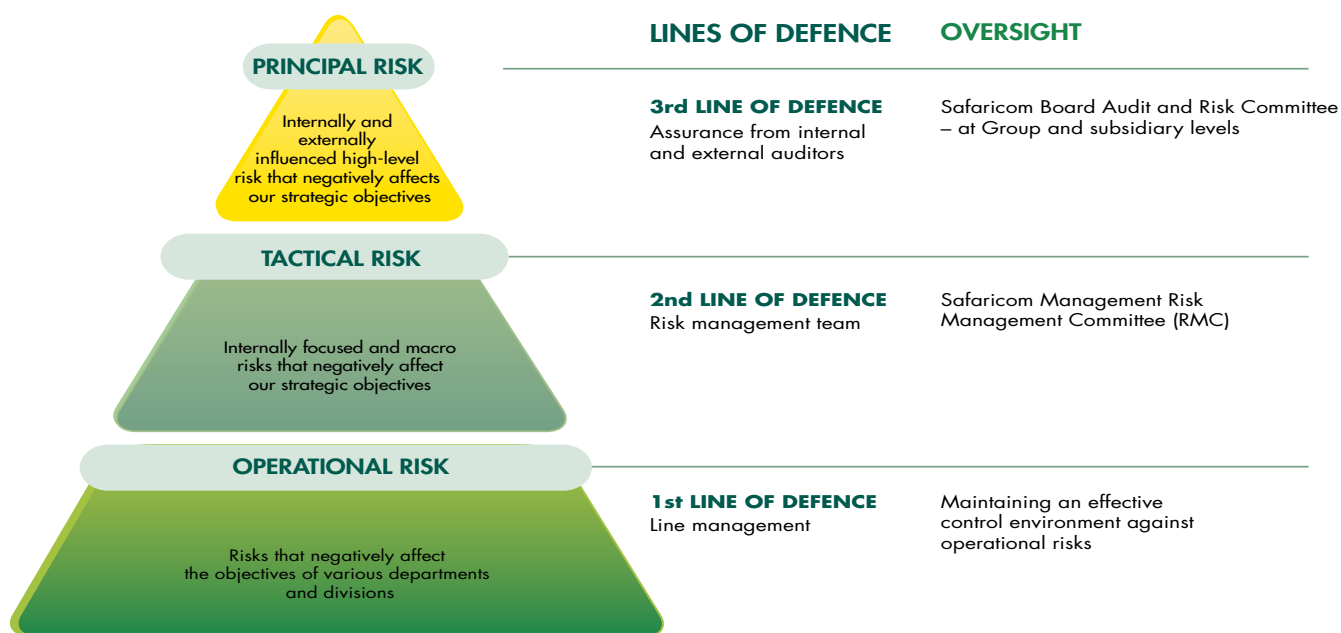 LINES OF DEFENCE
OVERSIGHT
PRINCIPAL RISK
Internally and
externally
influenced high-level
risk that negatively affects
our strategic objectives
3rd LINE OF DEFENCE
Assurance from internal
and external auditors
Safaricom Board Audit and Risk Committee
– at Group and subsidiary levels
TACTICAL RISK
Internally focused and macro
risks that negatively affect
our strategic objectives
2nd LINE OF DEFENCE
Risk management team
Safaricom Management Risk
Management Committee (RMC)
OPERATIONAL RISK
Risks that negatively affect
the objectives of various departments
and divisions
1st LINE OF DEFENCE
Line management
Maintaining an effective
control environment against
operational risks